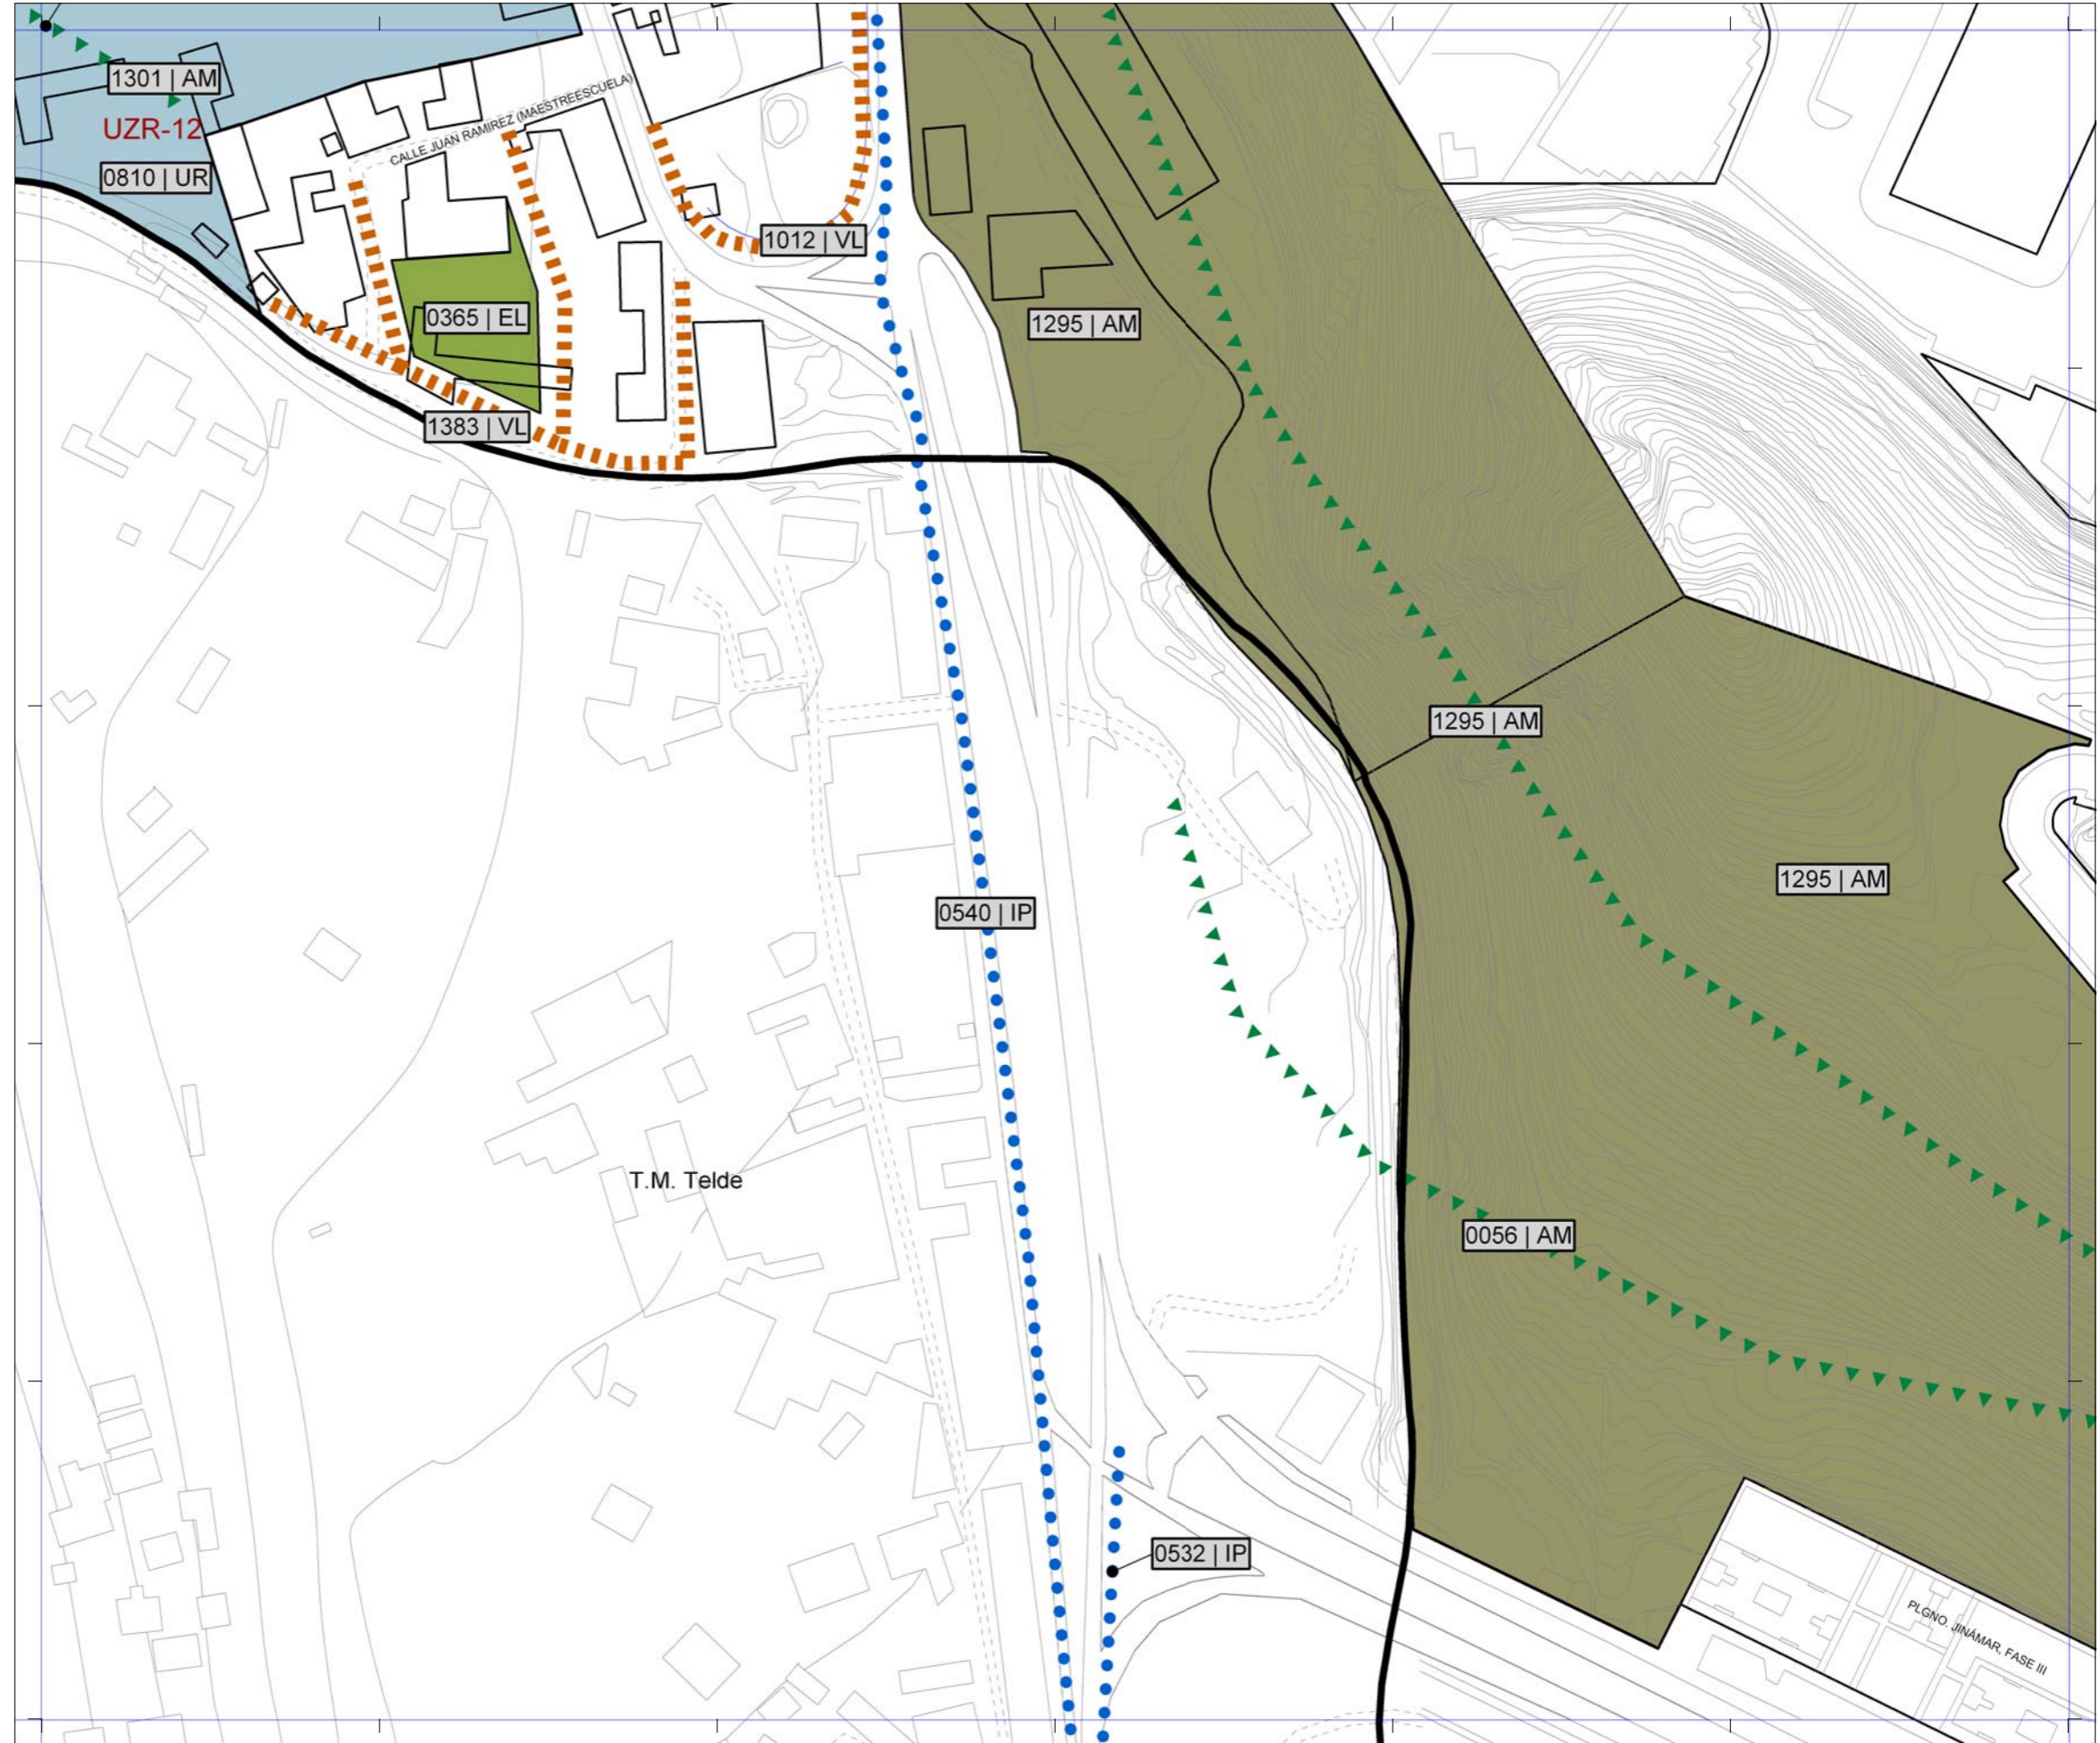 1301 | AM
UZR-12
0810 | UR
CALLE JUAN RAMIREZ (MAESTREESCUELA)
1012 | VL
0365 | EL
1295 | AM
1383 | VL
1295 | AM
1295 | AM
0540 | IP
T.M. Telde
0056 | AM
0532 | IP
PLGNO. JINÁMAR, FASE III